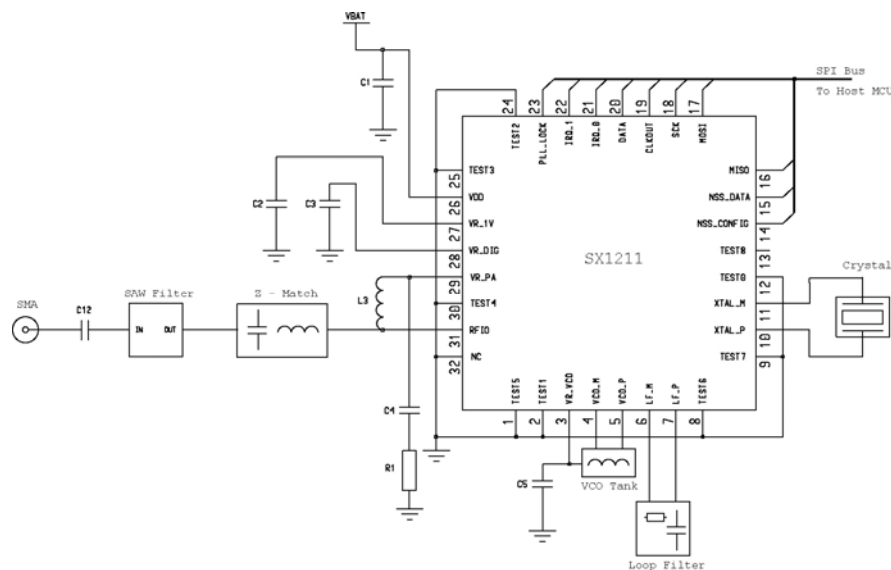 VBAT
C1
SPI Bus
To Host MCU
24
23
22
21
20
19
18
17
TEST2
PLL_LOCK
IRQ_1
IRQ_0
DATA
CLKOUT
SCK
MOSI
TEST3
25
VDD
26
VR_1V
27
VR_DIG
28
VR_PA
29
TEST4
30
RFIO
31
NC
32
MISO
16
NSS_DATA
15
NSS_CONFIG
14
TEST8
13
TEST0
12
XTAL_M
11
XTAL_P
10
TEST7
9
SX1211
C2
C3
Crystal
SMA
C12
SAW Filter
IN
OUT
Z - Match
L3
TEST5
TEST1
VR_VCO
VCO_M
VCO_P
LF_M
LF_P
TEST6
1
2
3
4
5
6
7
8
C4
R1
C5
VCO Tank
Loop Filter